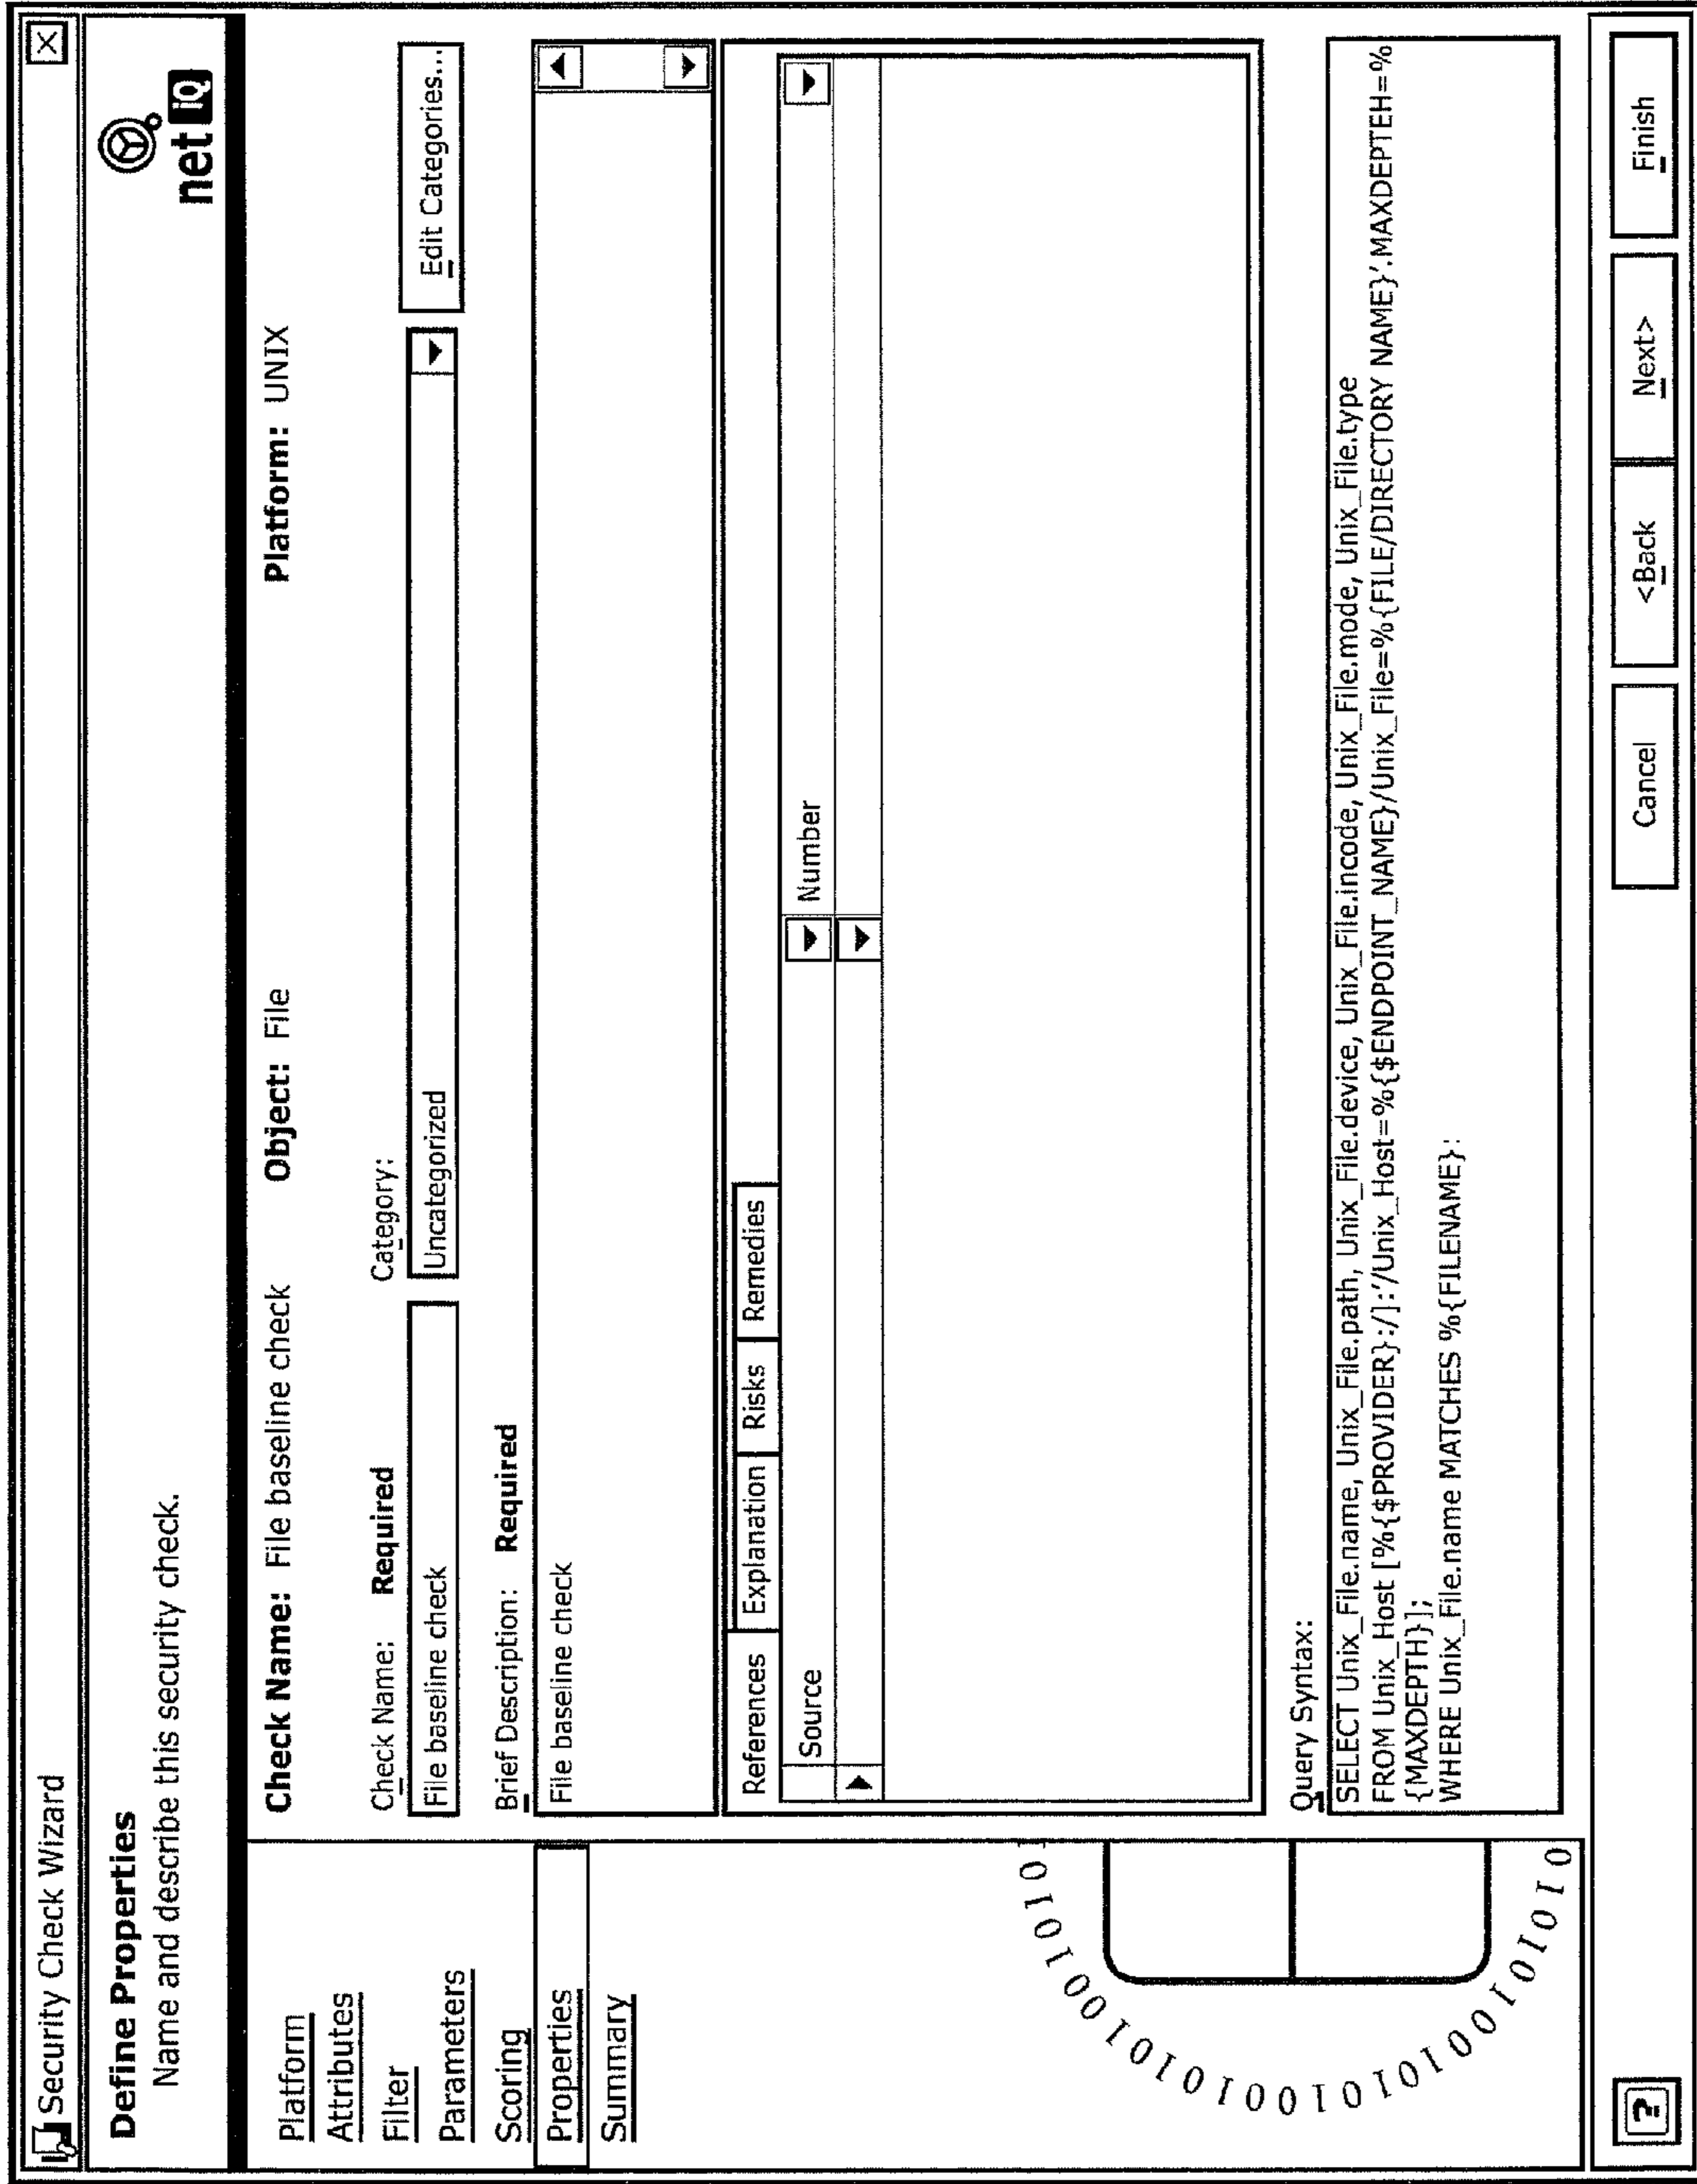 Security Check Wizard
Define Properties
Name and describe this security check.
net iQ
Platform
Attributes
Filter
Parameters
Scoring
Properties
Summary
Check Name: File baseline check Object: File Platform: UNIX
Check Name: Required Category:
File baseline check Uncategorized Edit Categories...
Brief Description: Required
File baseline check
References Explanation Risks Remedies
Source Number
Query Syntax:
SELECT Unix_File.name, Unix_File.path, Unix_File.device, Unix_File.incode, Unix_File.mode, Unix_File.type
FROM Unix_Host [%{$PROVIDER}:/]:'/Unix_Host=%{$ENDPOINT_NAME}/Unix_File=%{FILE/DIRECTORY NAME}'.MAXDEPTEH=%
{MAXDEPTH}];
WHERE Unix_File.name MATCHES %{FILENAME}:
? Cancel <Back Next> Finish